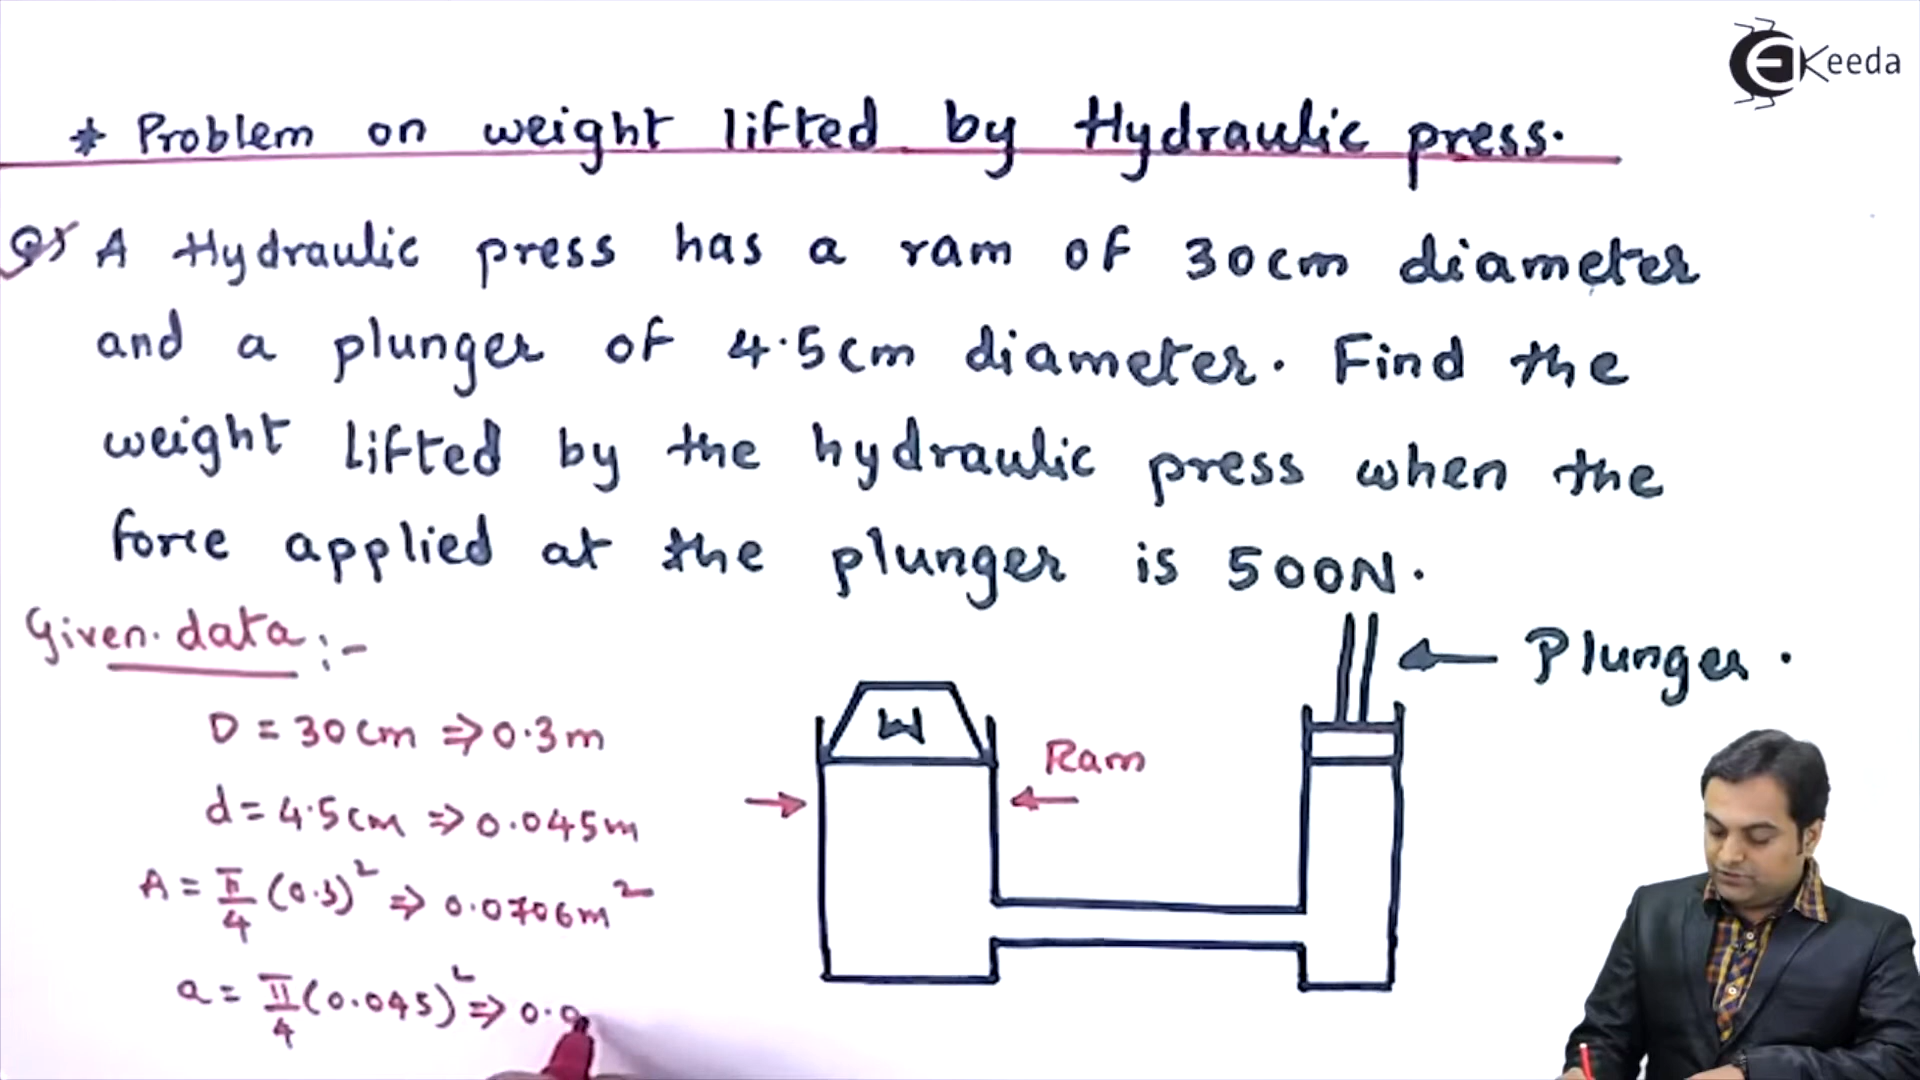 EKeeda
* Problem on weight lifted by Hydraulic press.
Q> A Hydraulic press has a ram of 30cm diameter
and a plunger of 4.5cm diameter. Find the
weight lifted by the hydraulic press when the
force applied at the plunger is 500N.
Given data :-
D = 30cm ⇒ 0.3m
d = 4.5cm ⇒ 0.045m
A = π/4 (0.3)² ⇒ 0.0706m²
a = π/4 (0.045)² ⇒ 0.0
W
Ram
Plunger.